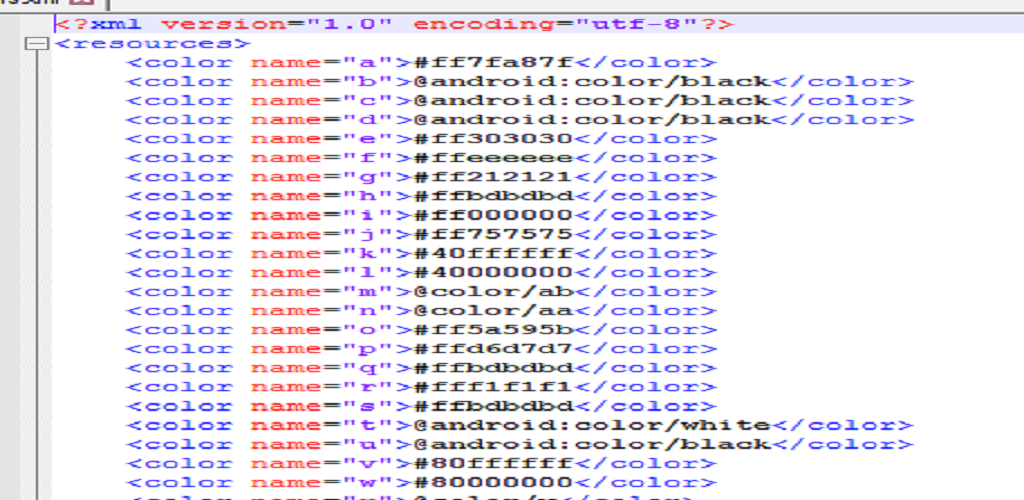 <?xml version="1.0" encoding="utf-8"?>
<resources>
<color name="a">#ff7fa87f</color>
<color name="b">@android:color/black</color>
<color name="c">@android:color/black</color>
<color name="d">@android:color/black</color>
<color name="e">#ff303030</color>
<color name="f">#ffeeeeee</color>
<color name="g">#ff212121</color>
<color name="h">#ffbdbdbd</color>
<color name="i">#ff000000</color>
<color name="j">#ff757575</color>
<color name="k">#40ffffff</color>
<color name="l">#40000000</color>
<color name="m">@color/ab</color>
<color name="n">@color/aa</color>
<color name="o">#ff5a595b</color>
<color name="p">#ffd6d7d7</color>
<color name="q">#ffbdbdbd</color>
<color name="r">#fff1f1f1</color>
<color name="s">#ffbdbdbd</color>
<color name="t">@android:color/white</color>
<color name="u">@android:color/black</color>
<color name="v">#80ffffff</color>
<color name="w">#80000000</color>